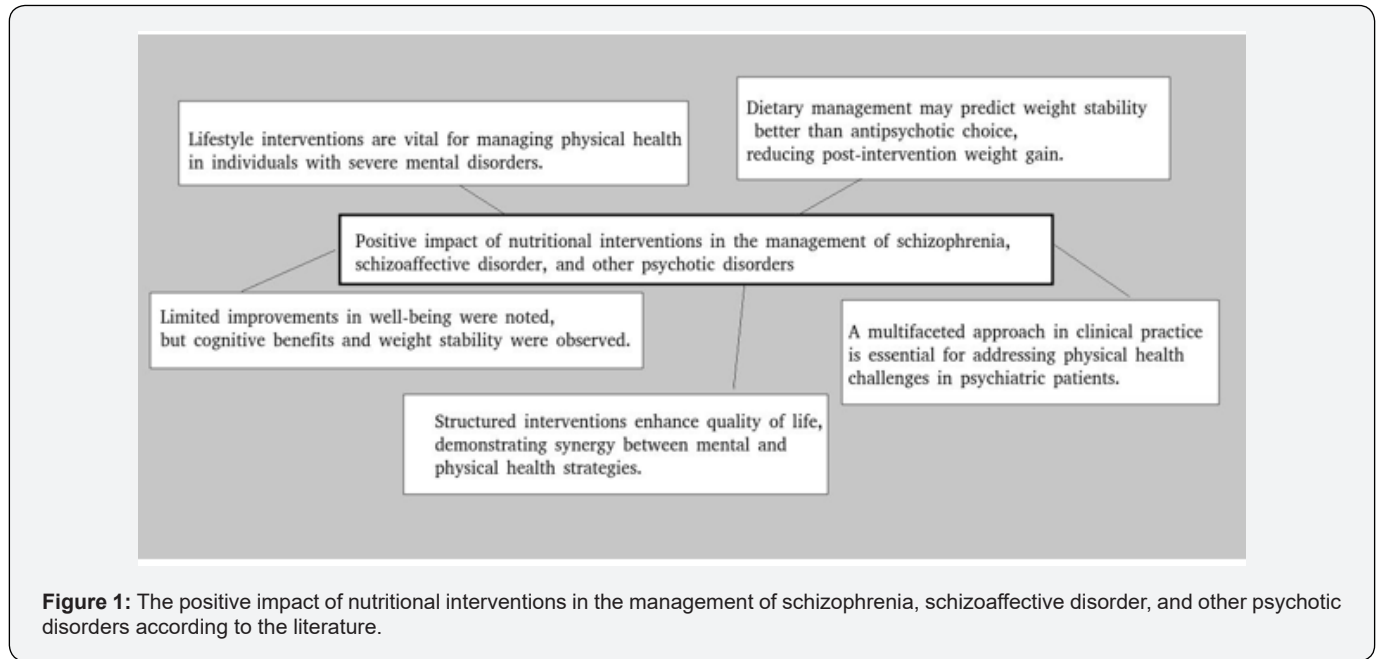 Lifestyle interventions are vital for managing physical health
in individuals with severe mental disorders.
Dietary management may predict weight stability
better than antipsychotic choice,
reducing post-intervention weight gain.
Positive impact of nutritional interventions in the management of schizophrenia,
schizoaffective disorder, and other psychotic disorders
Limited improvements in well-being were noted,
but cognitive benefits and weight stability were observed.
A multifaceted approach in clinical practice
is essential for addressing physical health
challenges in psychiatric patients.
Structured interventions enhance quality of life,
demonstrating synergy between mental and
physical health strategies.
Figure 1: The positive impact of nutritional interventions in the management of schizophrenia, schizoaffective disorder, and other psychotic
disorders according to the literature.